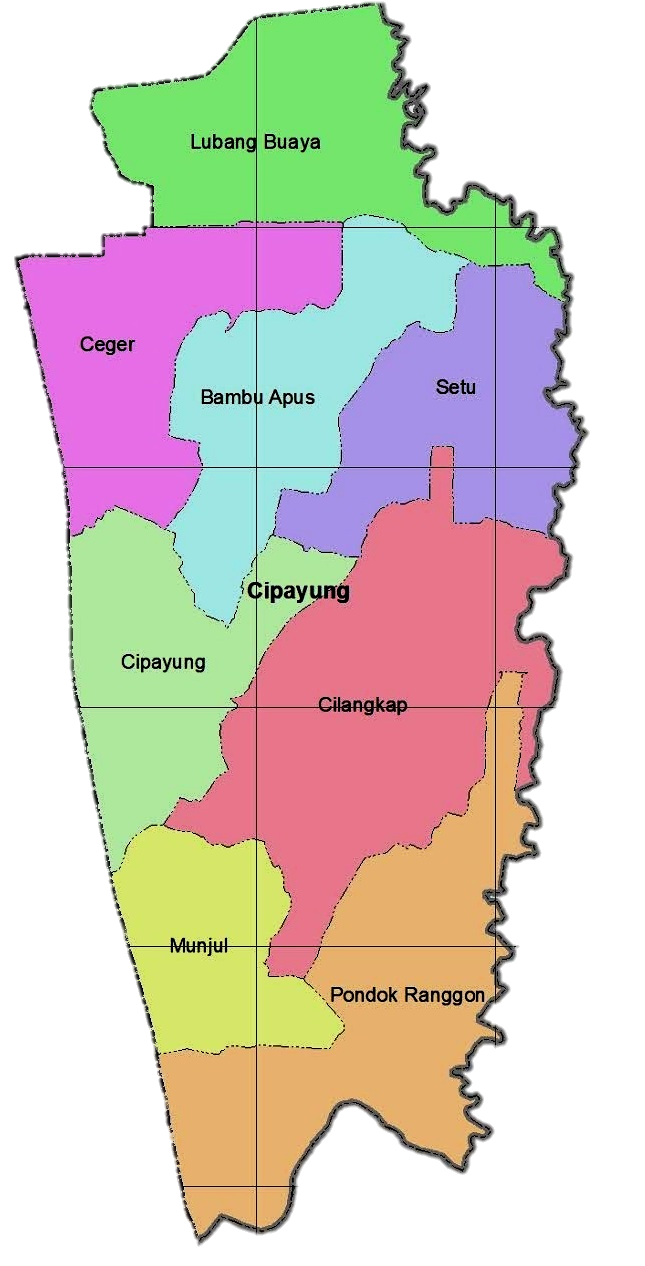 Lubang Buaya
Ceger
Setu
Bambu Apus
Cipayung
Cipayung
Cilangkap
Munjul
Pondok Ranggon